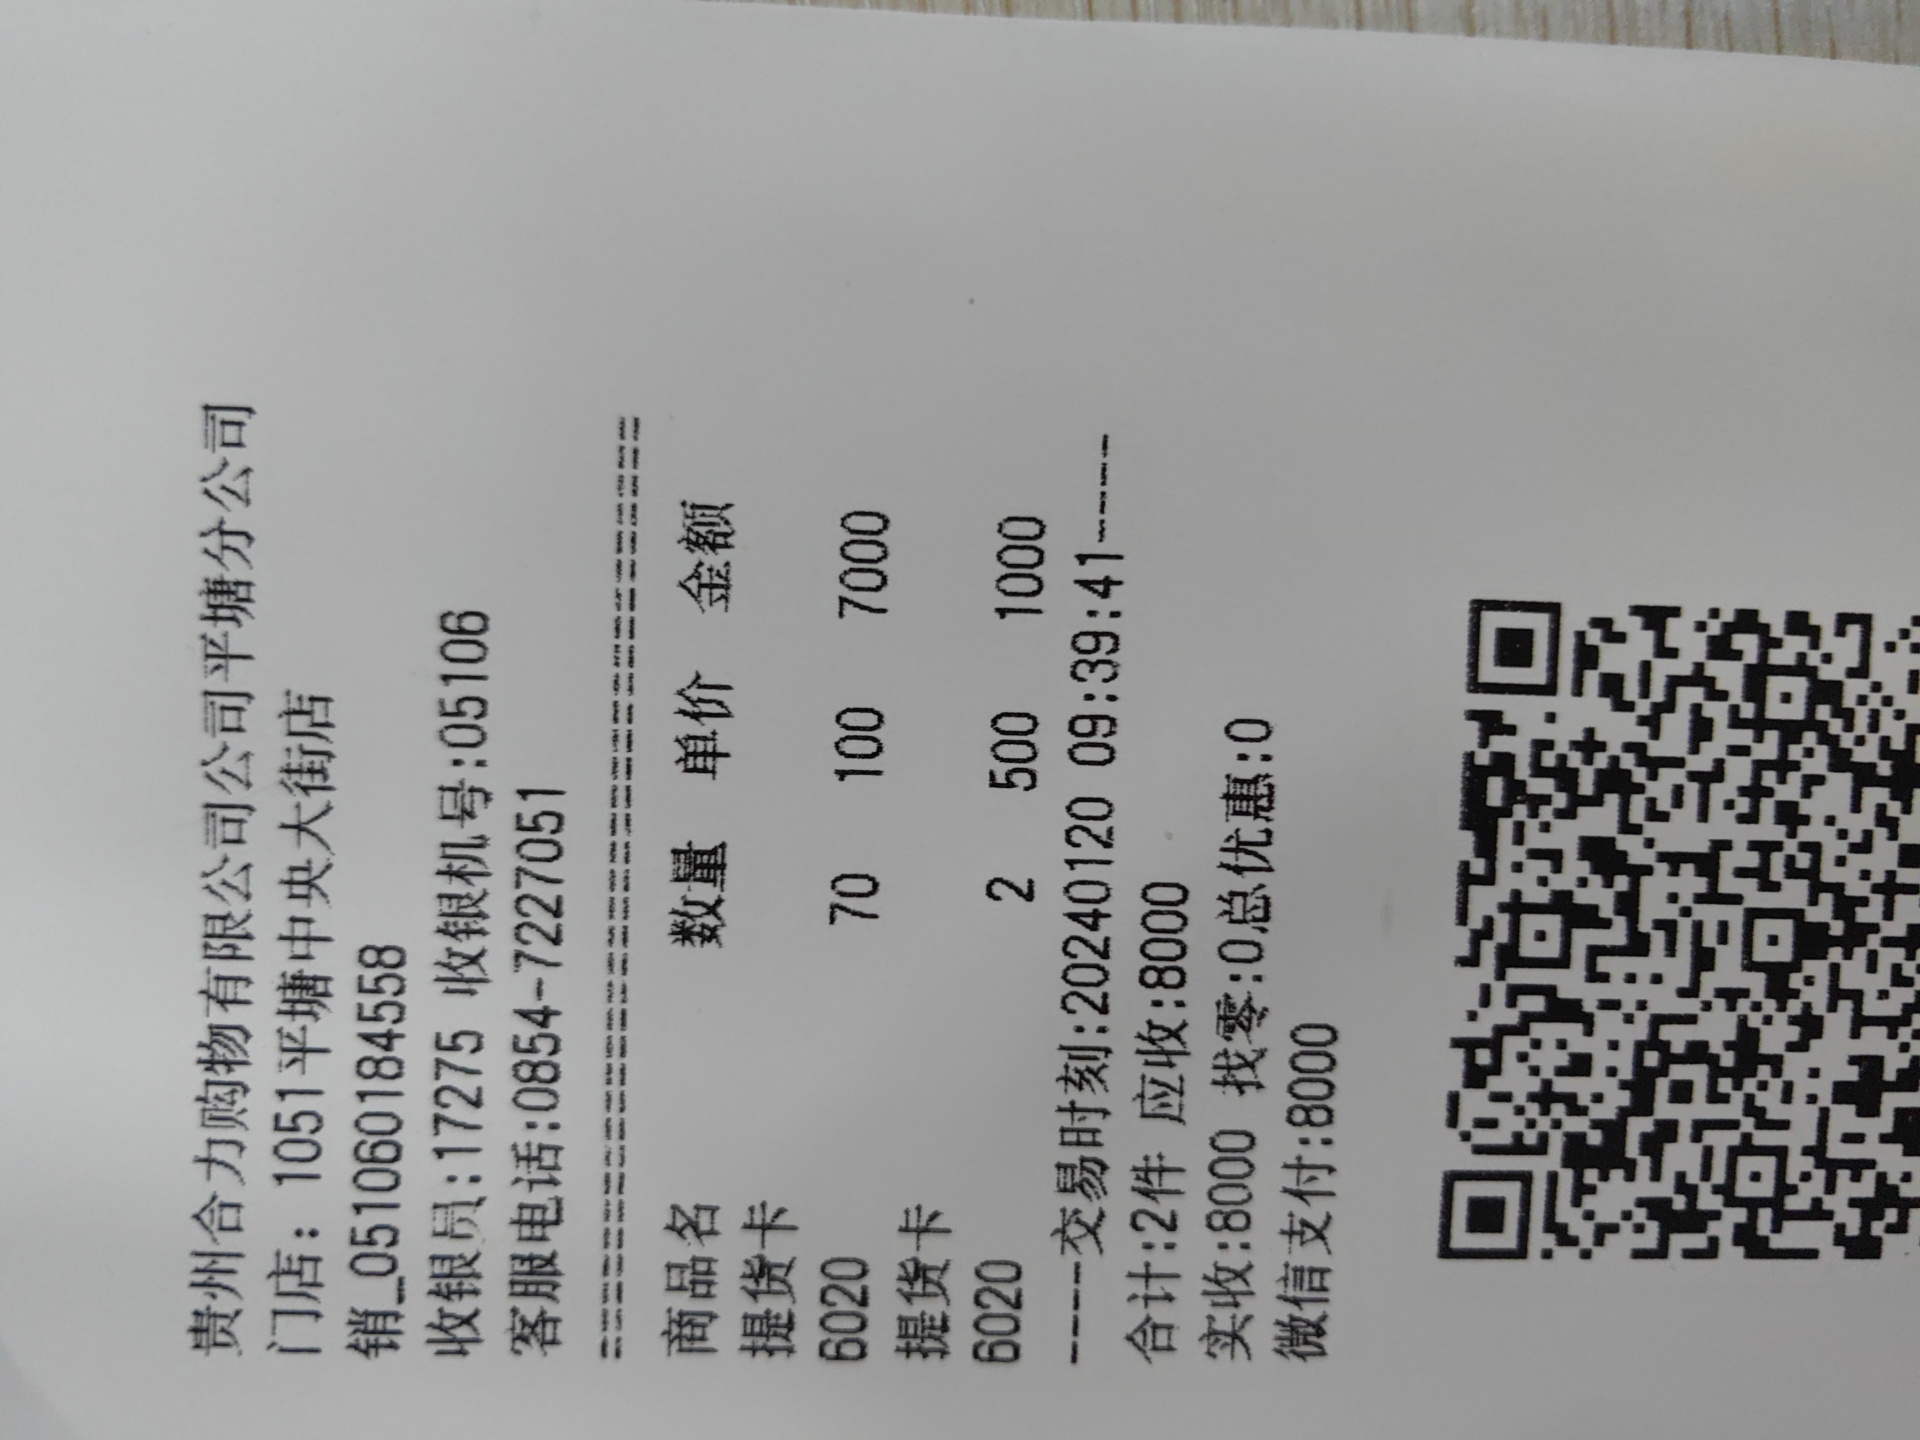 贵州合力购物有限公司公司平塘分公司
门店: 1051平塘中央大街店
销_051060184558
收银员:17275 收银机号:05106
客服电话:0854-7227051
商品名 数量 单价 金额
提货卡
6020 70 100 7000
提货卡
6020 2 500 1000
-----交易时刻:20240120 09:39:41-----
合计:2件 应收:8000
实收:8000 找零:0总优惠:0
微信支付:8000